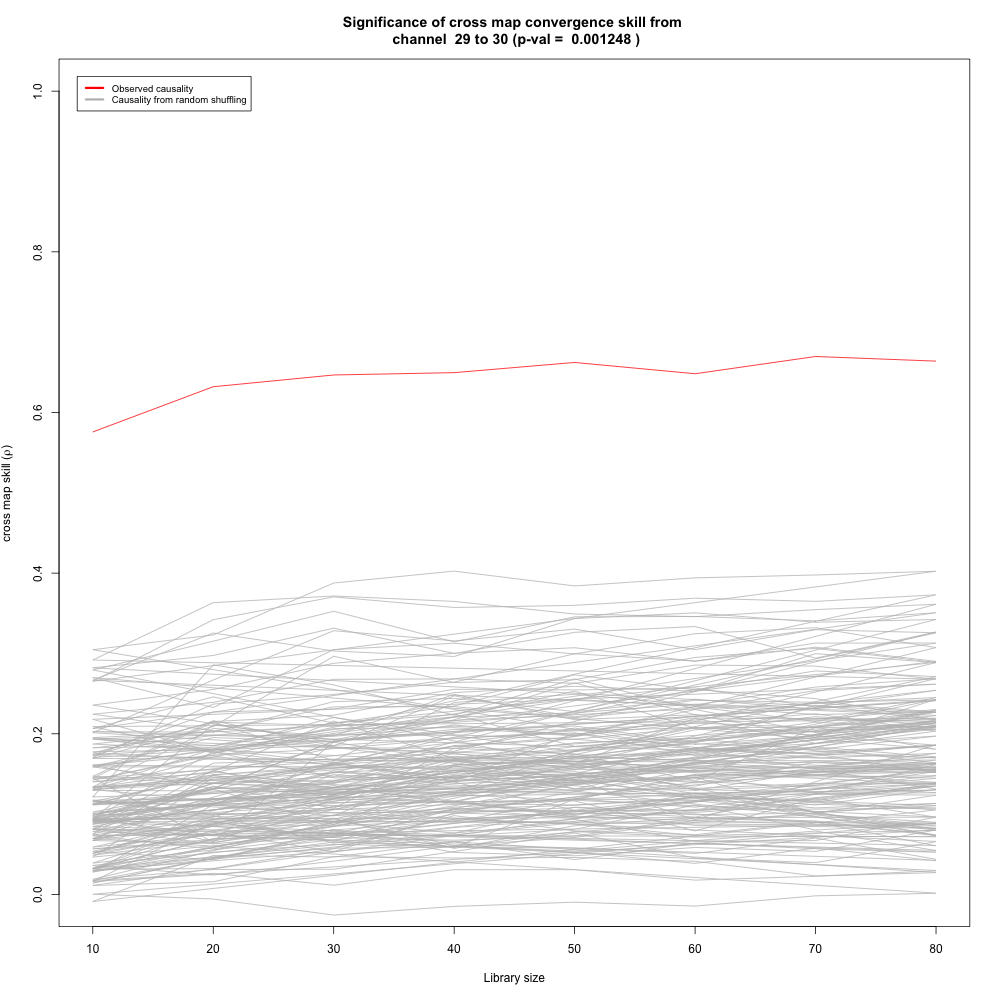 Significance of cross map convergence skill from
channel  29 to 30 (p-val =  0.001248 )
Observed causality
Causality from random shuffling
1.0
0.8
0.6
0.4
0.2
0.0
cross map skill (ρ)
10 20 30 40 50 60 70 80
Library size